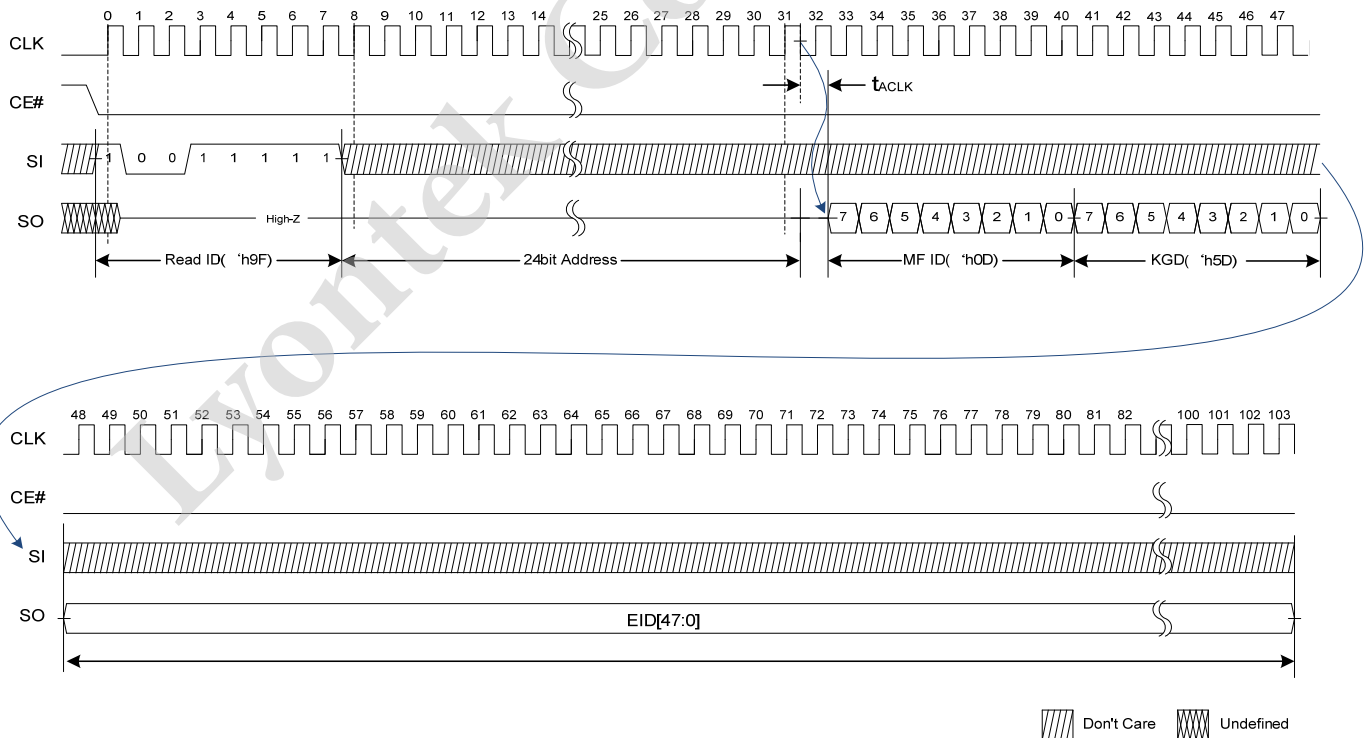 0 1 2 3 4 5 6 7 8 9 10 11 12 13 14 25 26 27 28 29 30 31 32 33 34 35 36 37 38 39 40 41 42 43 44 45 46 47
CLK
tACLK
CE#
SI 1 0 0 1 1 1 1 1
SO High-Z 7 6 5 4 3 2 1 0 7 6 5 4 3 2 1 0
Read ID( 'h9F) 24bit Address MF ID( 'h0D) KGD( 'h5D)
48 49 50 51 52 53 54 55 56 57 58 59 60 61 62 63 64 65 66 67 68 69 70 71 72 73 74 75 76 77 78 79 80 81 82 100 101 102 103
CLK
CE#
SI
SO EID[47:0]
Don't Care Undefined
Lyontek